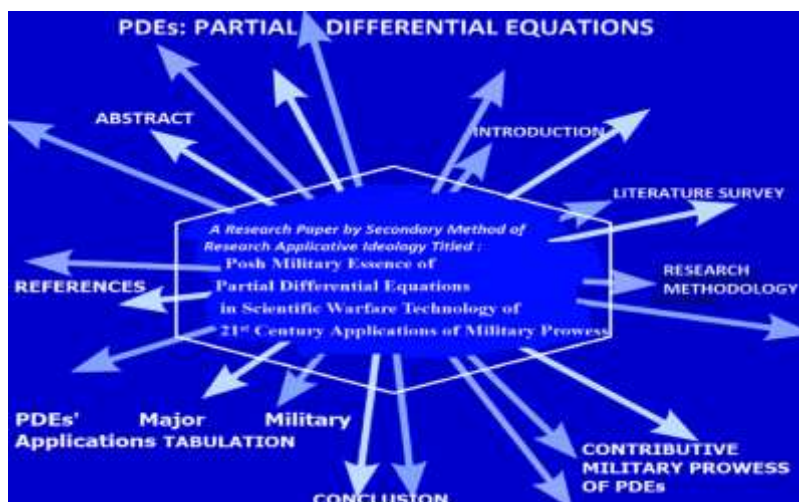 PDEs: PARTIAL DIFFERENTIAL EQUATIONS
ABSTRACT
INTRODUCTION
LITERATURE SURVEY
A Research Paper by Secondary Method of
Research Applicative Ideology Titled :
Posh Military Essence of
Partial Differential Equations
in Scientific Warfare Technology of
21st Century Applications of Military Prowess
RESEARCH
METHODOLOGY
REFERENCES
PDEs' Major Military
Applications TABULATION
CONTRIBUTIVE
MILITARY PROWESS
OF PDEs
CONCLUSION